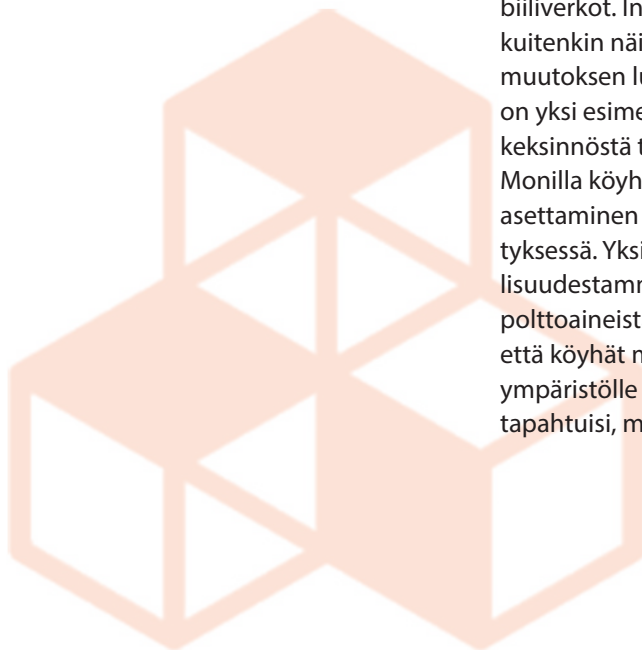 biiliverkot. In
kuitenkin näi
muutoksen lu
on yksi esime
keksinnöstä t
Monilla köyh
asettaminen
tyksessä. Yksi
lisuudestamm
polttoaineist
että köyhät m
ympäristölle
tapahtuisi, m